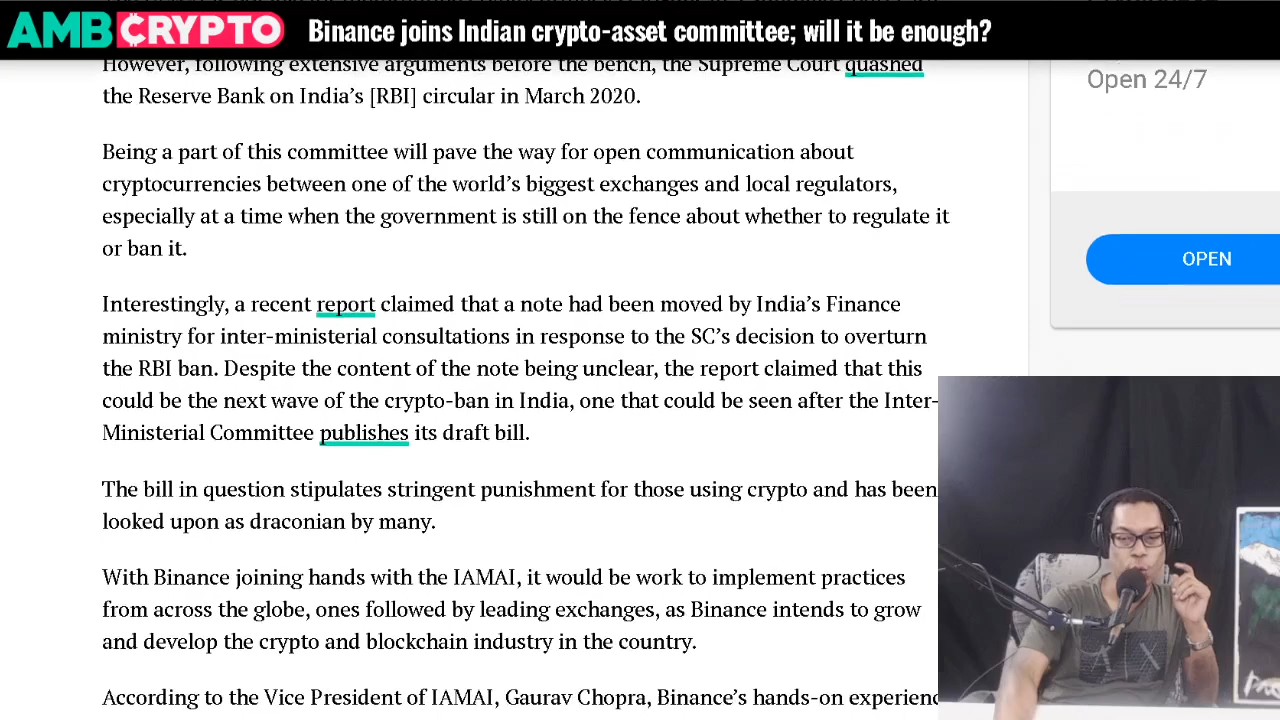 AMBCRYPTO
Binance joins Indian crypto-asset committee; will it be enough?
However, following extensive arguments before the bench, the Supreme Court quashed
the Reserve Bank on India's [RBI] circular in March 2020.
Being a part of this committee will pave the way for open communication about
cryptocurrencies between one of the world's biggest exchanges and local regulators,
especially at a time when the government is still on the fence about whether to regulate it
or ban it.
Interestingly, a recent report claimed that a note had been moved by India's Finance
ministry for inter-ministerial consultations in response to the SC's decision to overturn
the RBI ban. Despite the content of the note being unclear, the report claimed that this
could be the next wave of the crypto-ban in India, one that could be seen after the Inter-
Ministerial Committee publishes its draft bill.
The bill in question stipulates stringent punishment for those using crypto and has been
looked upon as draconian by many.
With Binance joining hands with the IAMAI, it would be work to implement practices
from across the globe, ones followed by leading exchanges, as Binance intends to grow
and develop the crypto and blockchain industry in the country.
According to the Vice President of IAMAI, Gaurav Chopra, Binance's hands-on
Open 24/7
OPEN